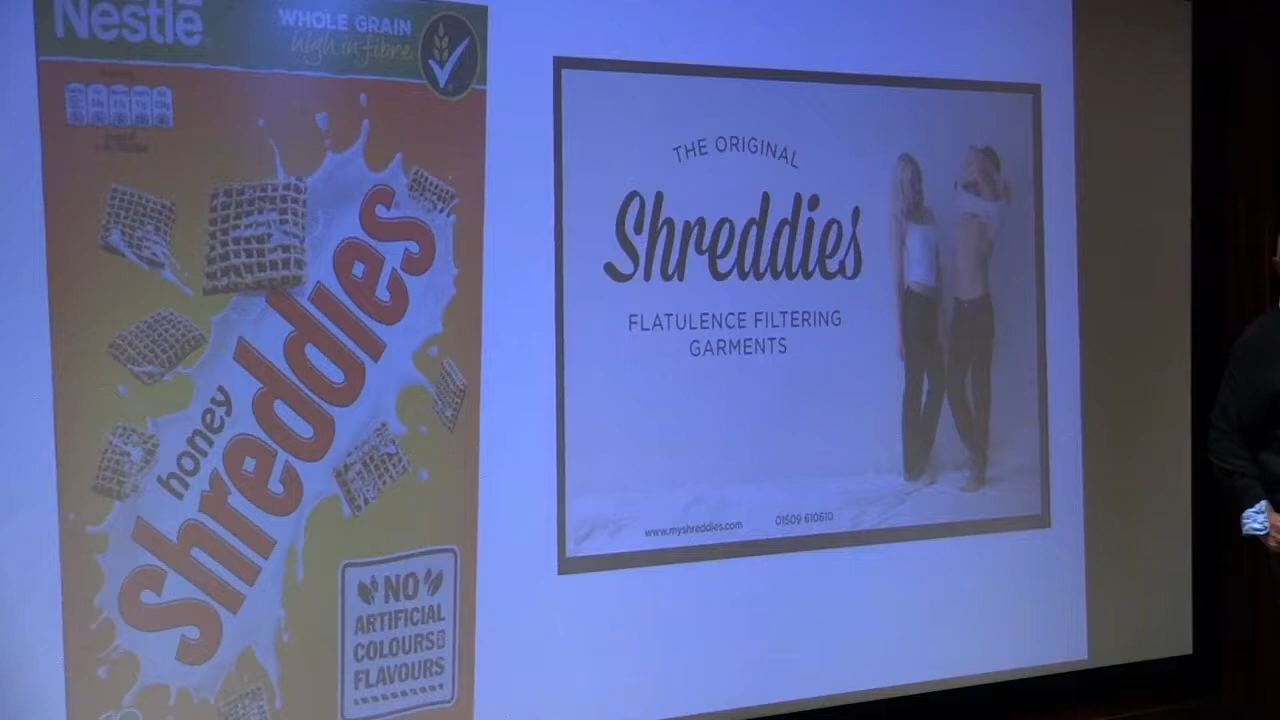 Nestlé
WHOLE GRAIN
high in fibre
honey
Shreddies
NO
ARTIFICIAL
COLOURS
FLAVOURS
THE ORIGINAL
Shreddies
FLATULENCE FILTERING
GARMENTS
www.myshreddies.com
01509 610610